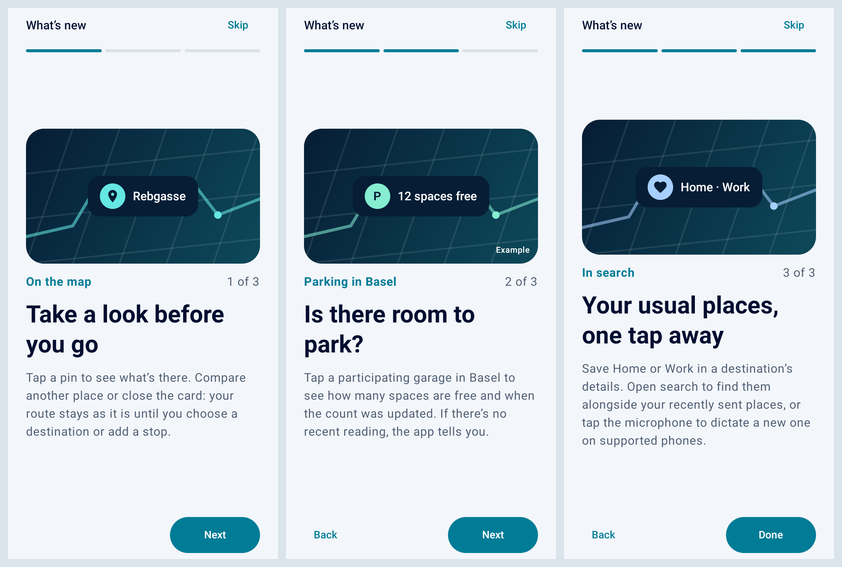 What's new
Skip
Rebgasse
On the map
1 of 3
Take a look before
you go
Tap a pin to see what's there. Compare
another place or close the card: your
route stays as it is until you choose a
destination or add a stop.
Next
What's new
Skip
P
12 spaces free
Example
Parking in Basel
2 of 3
Is there room to
park?
Tap a participating garage in Basel to
see how many spaces are free and when
the count was updated. If there's no
recent reading, the app tells you.
Back
Next
What's new
Skip
Home · Work
In search
3 of 3
Your usual places,
one tap away
Save Home or Work in a destination's
details. Open search to find them
alongside your recently sent places, or
tap the microphone to dictate a new one
on supported phones.
Back
Done